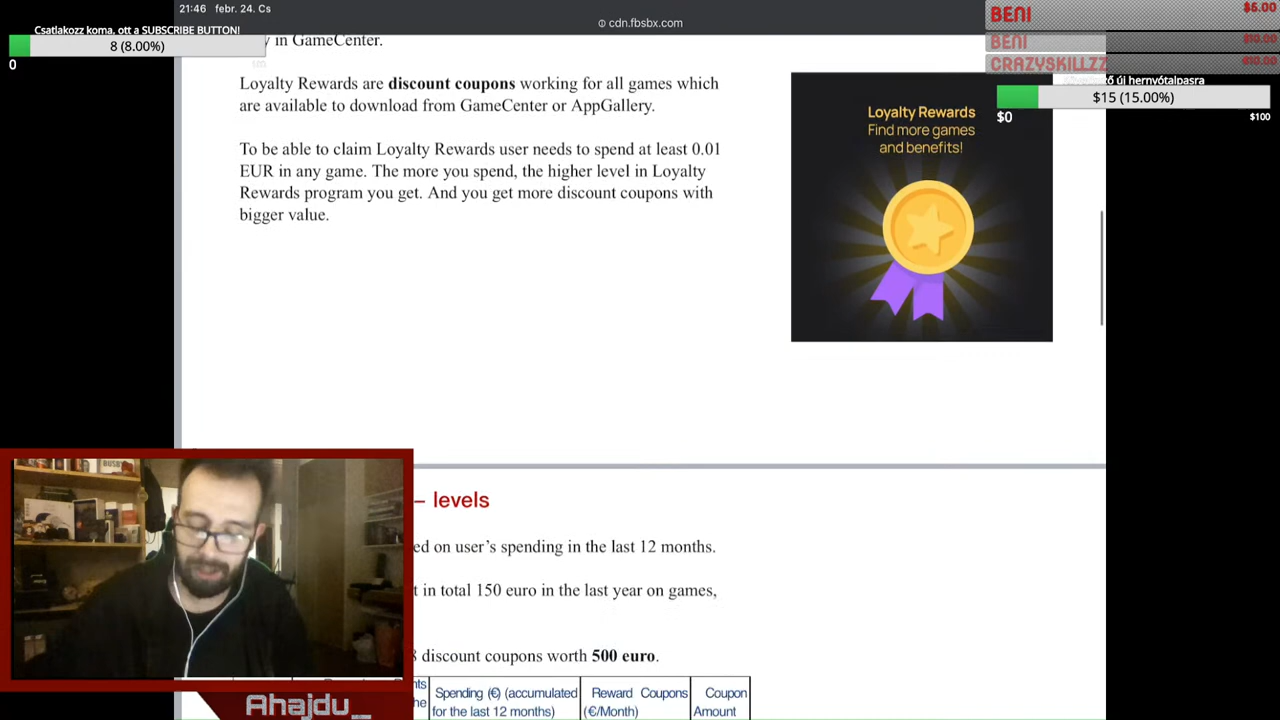 21:46 febr. 24. Cs
cdn.fbsbx.com
Csatlakozz koma, ott a SUBSCRIBE BUTTON!
8 (8.00%)
0
BENI $5.00
BENI $10.00
CRAZYSKILLZZ $10.00
új hernyótalpasra
$15 (15.00%)
$0
$100
y in GameCenter.
Loyalty Rewards are discount coupons working for all games which
are available to download from GameCenter or AppGallery.
To be able to claim Loyalty Rewards user needs to spend at least 0.01
EUR in any game. The more you spend, the higher level in Loyalty
Rewards program you get. And you get more discount coupons with
bigger value.
Loyalty Rewards
Find more games
and benefits!
– levels
ed on user's spending in the last 12 months.
t in total 150 euro in the last year on games,
discount coupons worth 500 euro.
nts
he
Spending (€) (accumulated
for the last 12 months)
Reward Coupons
(€/Month)
Coupon
Amount
Ahajdu_